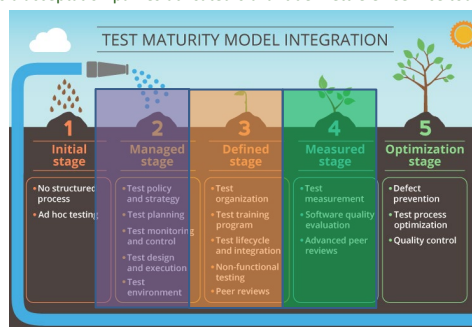 TEST MATURITY MODEL INTEGRATION
1
Initial
stage
• No structured
process
• Ad hoc testing
2
Managed
stage
• Test policy
and strategy
• Test planning
• Test monitoring
and control
• Test design
and execution
• Test
environment
3
Defined
stage
• Test
organization
• Test training
program
• Test lifecycle
and integration
• Non-functional
testing
• Peer reviews
4
Measured
stage
• Test
measurement
• Software quality
evaluation
• Advanced peer
reviews
5
Optimization
stage
• Defect
prevention
• Test process
optimization
• Quality control